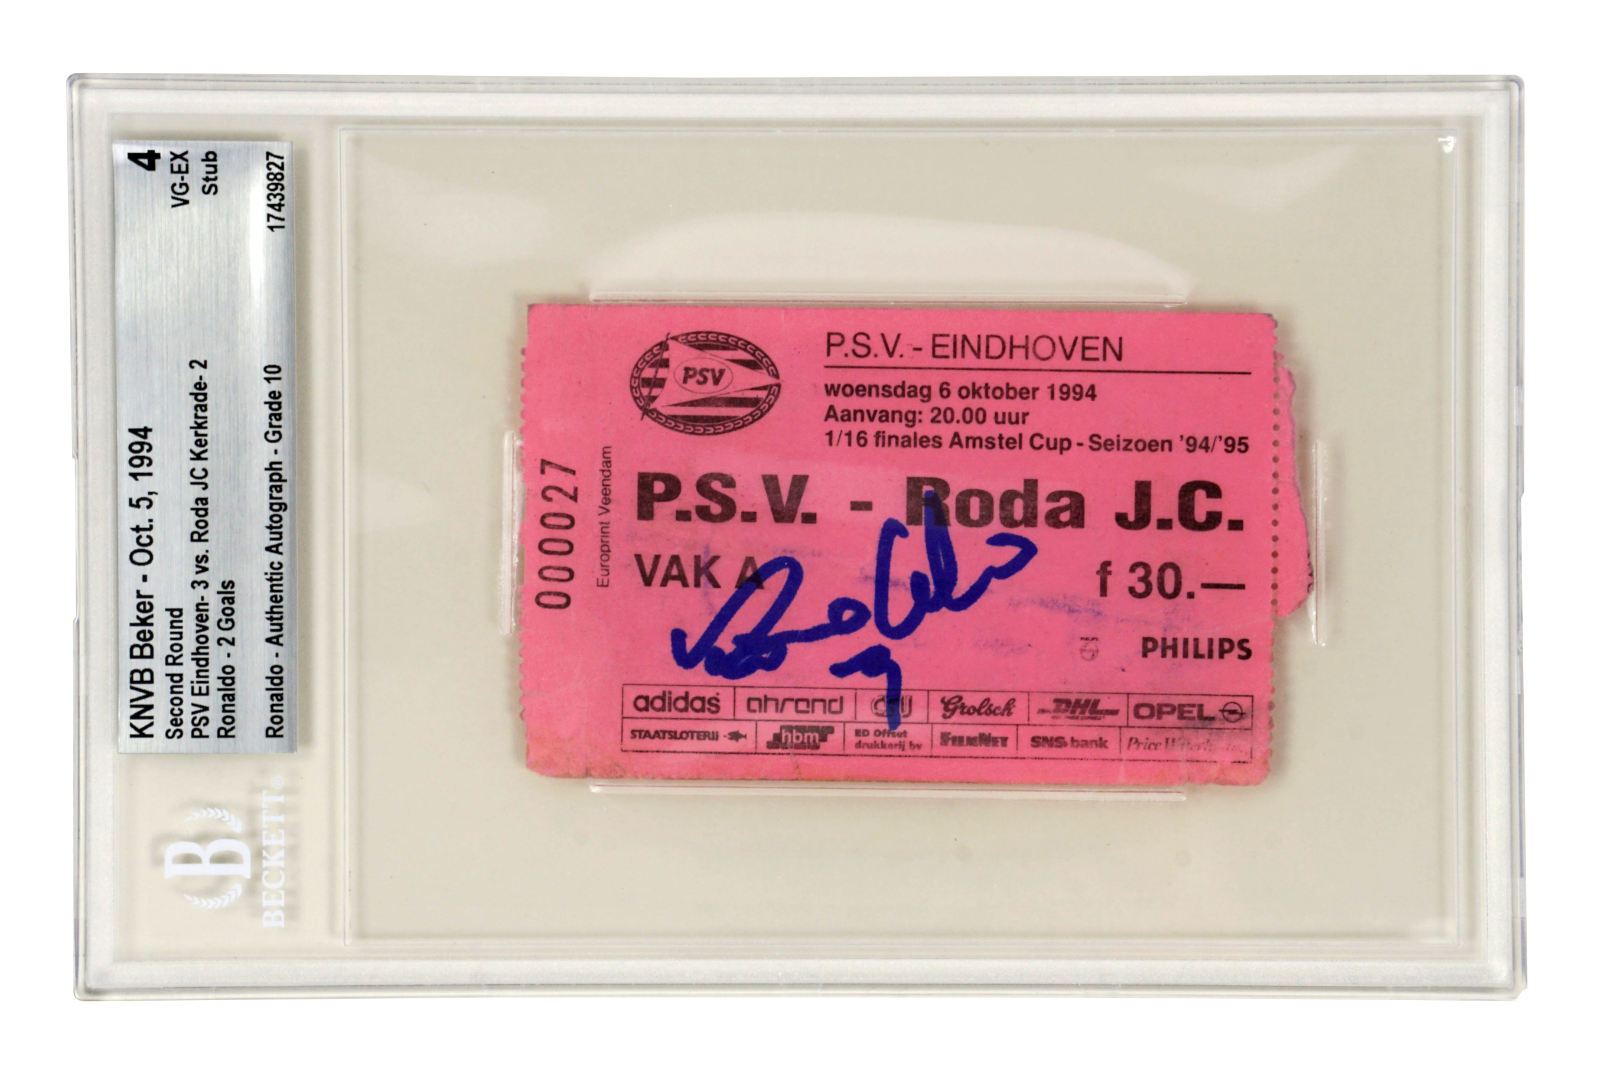 KNVB Beker - Oct. 5, 1994
4
Second Round
VG-EX
PSV Eindhoven- 3 vs. Roda JC Kerkrade- 2
Stub
Ronaldo - 2 Goals
Ronaldo - Authentic Autograph - Grade 10
17439827
B
BECKETT
PSV
P.S.V. - EINDHOVEN
woensdag 6 oktober 1994
Aanvang: 20.00 uur
1/16 finales Amstel Cup - Seizoen '94/'95
000027
Europrint Veendam
P.S.V. - Roda J.C.
VAK A
f 30.—
9
PHILIPS
adidas ahrend Grolsch DHL OPEL
STAATSLOTERIJ hbm ED Offset drukkerij bv FILMNET SNS bank